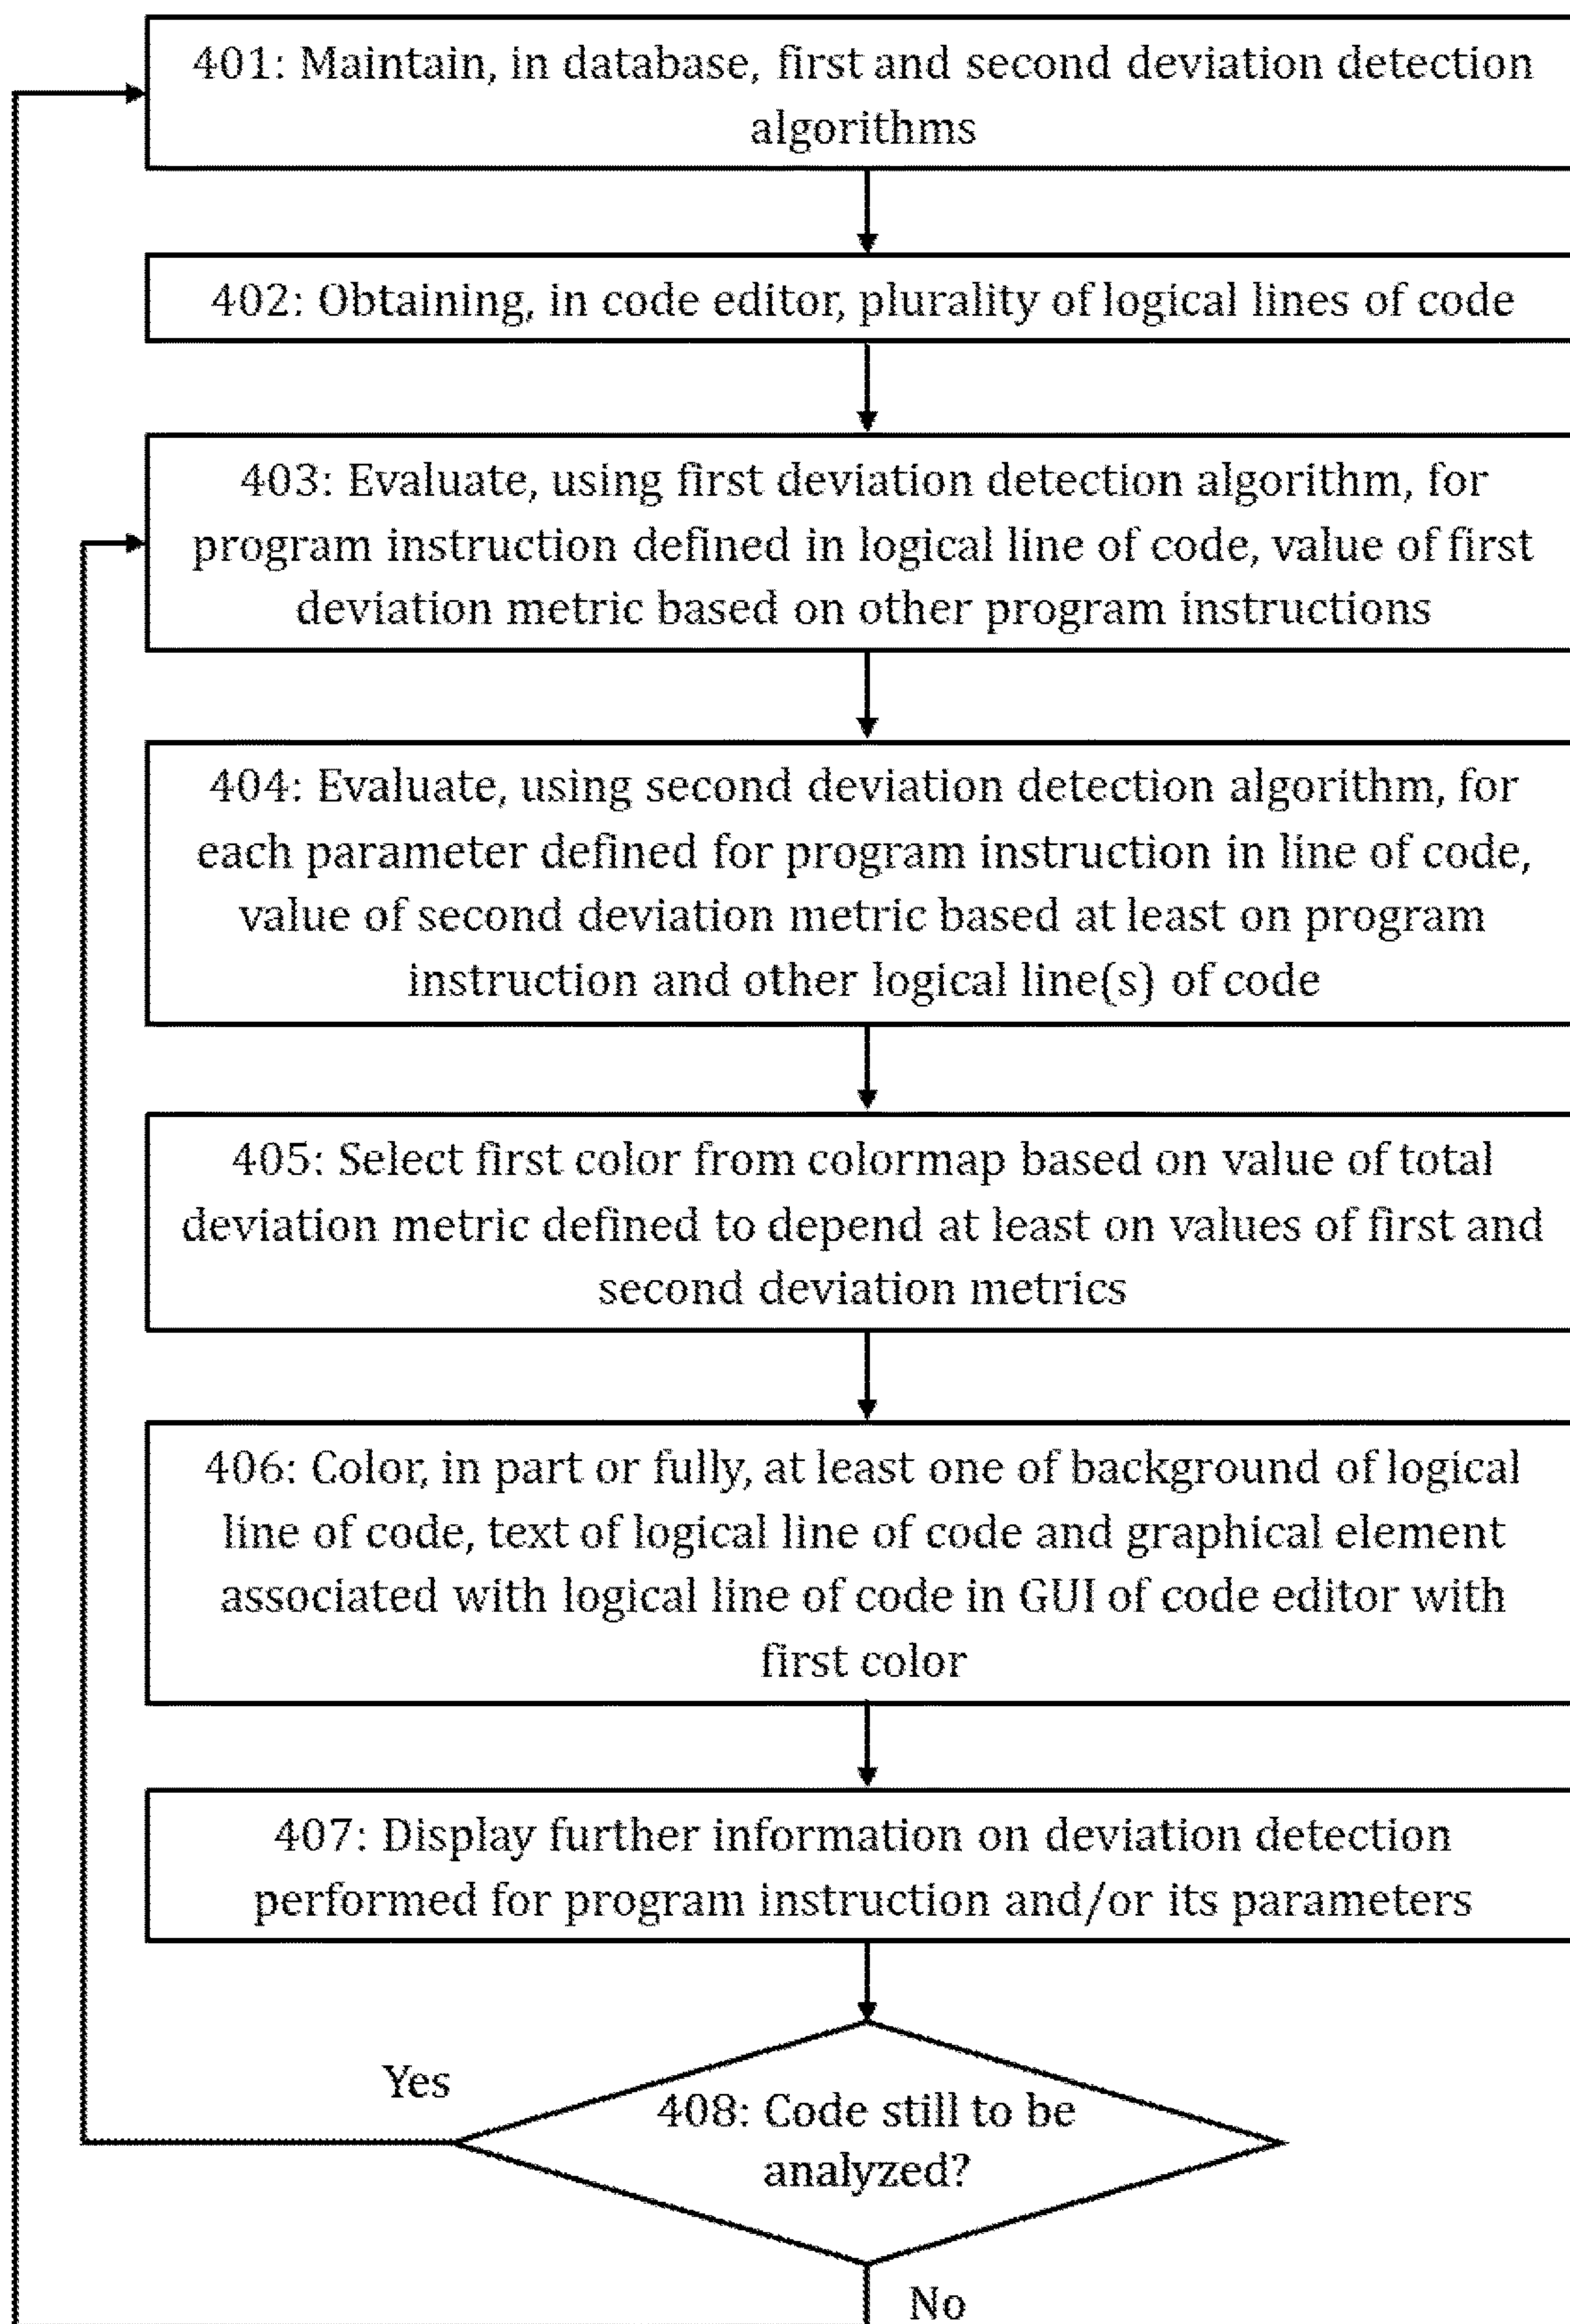 401: Maintain, in database, first and second deviation detection
algorithms
402: Obtaining, in code editor, plurality of logical lines of code
403: Evaluate, using first deviation detection algorithm, for
program instruction defined in logical line of code, value of first
deviation metric based on other program instructions
404: Evaluate, using second deviation detection algorithm, for
each parameter defined for program instruction in line of code,
value of second deviation metric based at least on program
instruction and other logical line(s) of code
405: Select first color from colormap based on value of total
deviation metric defined to depend at least on values of first and
second deviation metrics
406: Color, in part or fully, at least one of background of logical
line of code, text of logical line of code and graphical element
associated with logical line of code in GUI of code editor with
first color
407: Display further information on deviation detection
performed for program instruction and/or its parameters
Yes
408: Code still to be
analyzed?
No